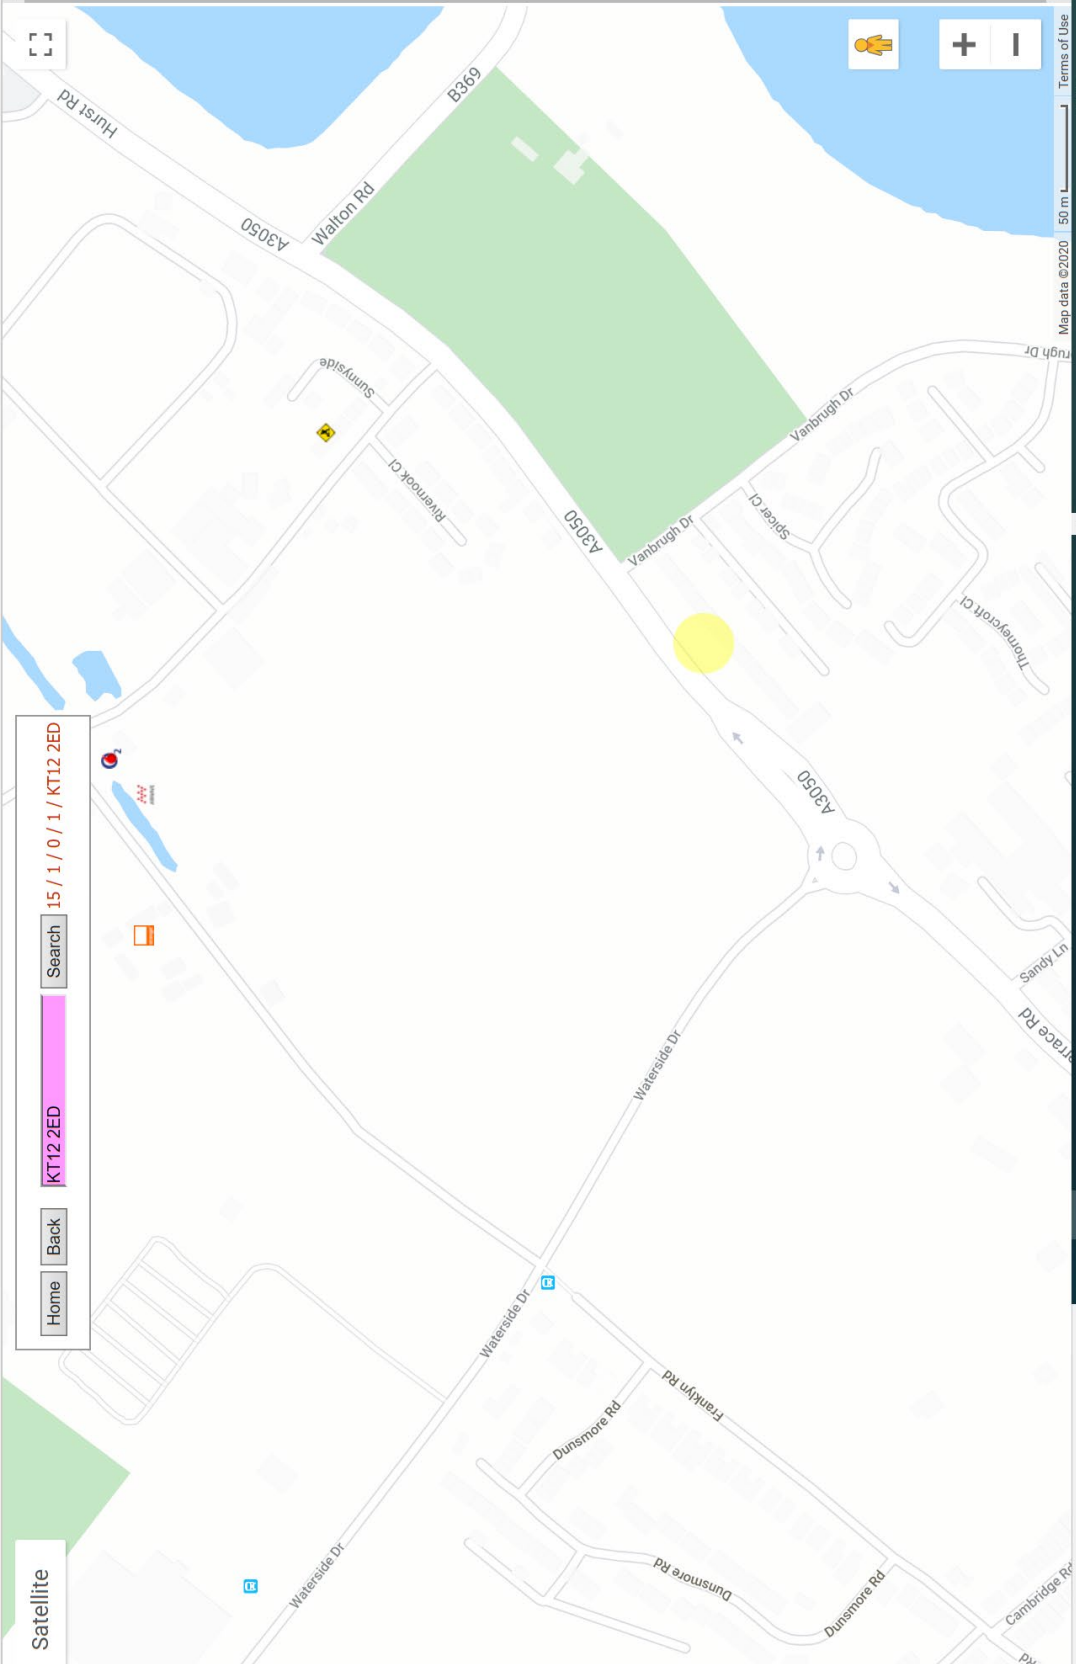 Satellite
Home
Back
KT12 2ED
Search
15 / 1 / 0 / 1 / KT12 2ED
2
Hurst Rd
A3050
B369
Walton Rd
Sunnyside
Rivernook Cl
A3050
Vanbrugh Dr
Vanbrugh Dr
Spicer Cl
Thorneycroft Cl
A3050
Sandy Ln
Waterside Dr
Waterside Dr
Waterside Dr
Franklyn Rd
Dunsmore Rd
Dunsmore Rd
Dunsmore Rd
Cambridge Rd
Rd
Map data ©2020
50 m
Terms of Use